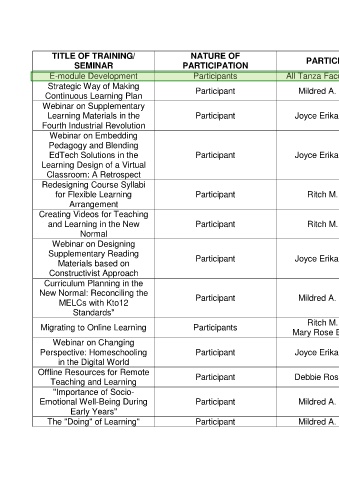 TITLE OF TRAINING/
SEMINAR
NATURE OF
PARTICIPATION
E-module Development
Participants
All Tanza
Strategic Way of Making
Continuous Learning Plan
Participant
Mildred A.
Webinar on Supplementary
Learning Materials in the
Fourth Industrial Revolution
Participant
Joyce Erika
Webinar on Embedding
Pedagogy and Blending
EdTech Solutions in the
Learning Design of a Virtual
Classroom: A Retrospect
Participant
Joyce Erika
Redesigning Course Syllabi
for Flexible Learning
Arrangement
Participant
Ritch M.
Creating Videos for Teaching
and Learning in the New
Normal
Participant
Ritch M.
Webinar on Designing
Supplementary Reading
Materials based on
Constructivist Approach
Participant
Joyce Erika
Curriculum Planning in the
New Normal: Reconciling the
MELCs with Kto12
Standards"
Participant
Mildred A.
Migrating to Online Learning
Participants
Ritch M.
Mary Rose
Webinar on Changing
Perspective: Homeschooling
in the Digital World
Participant
Joyce Erika
Offline Resources for Remote
Teaching and Learning
Participant
Debbie
"Importance of Socio-
Emotional Well-Being During
Early Years"
Participant
Mildred A.
The "Doing" of Learning"
Participant
Mildred A.